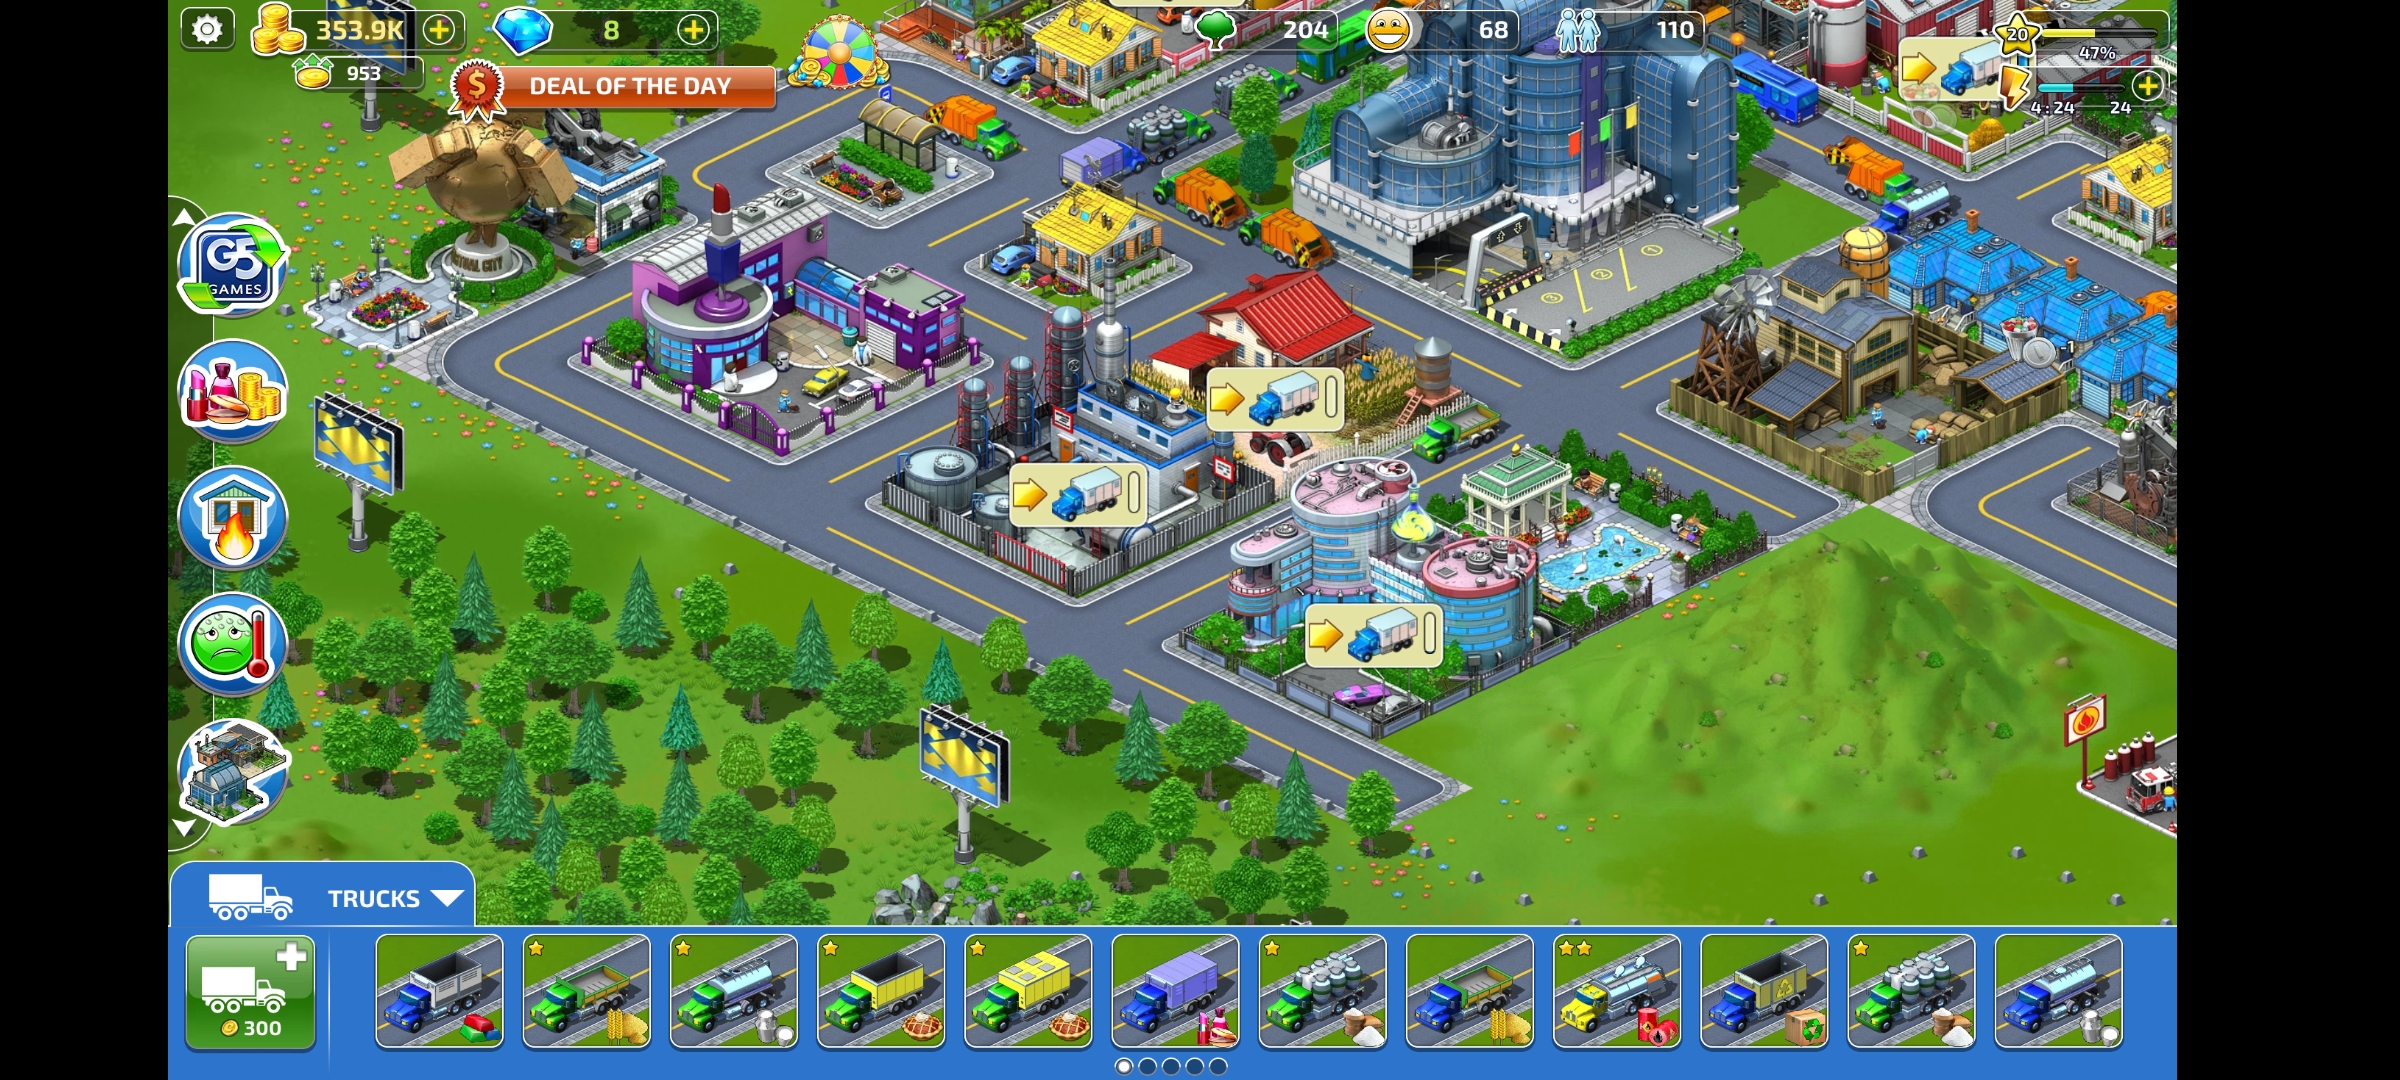 353.9K
8
204
68
110
20
47%
953
DEAL OF THE DAY
4:24
24
G5
GAMES
-1
TRUCKS
300